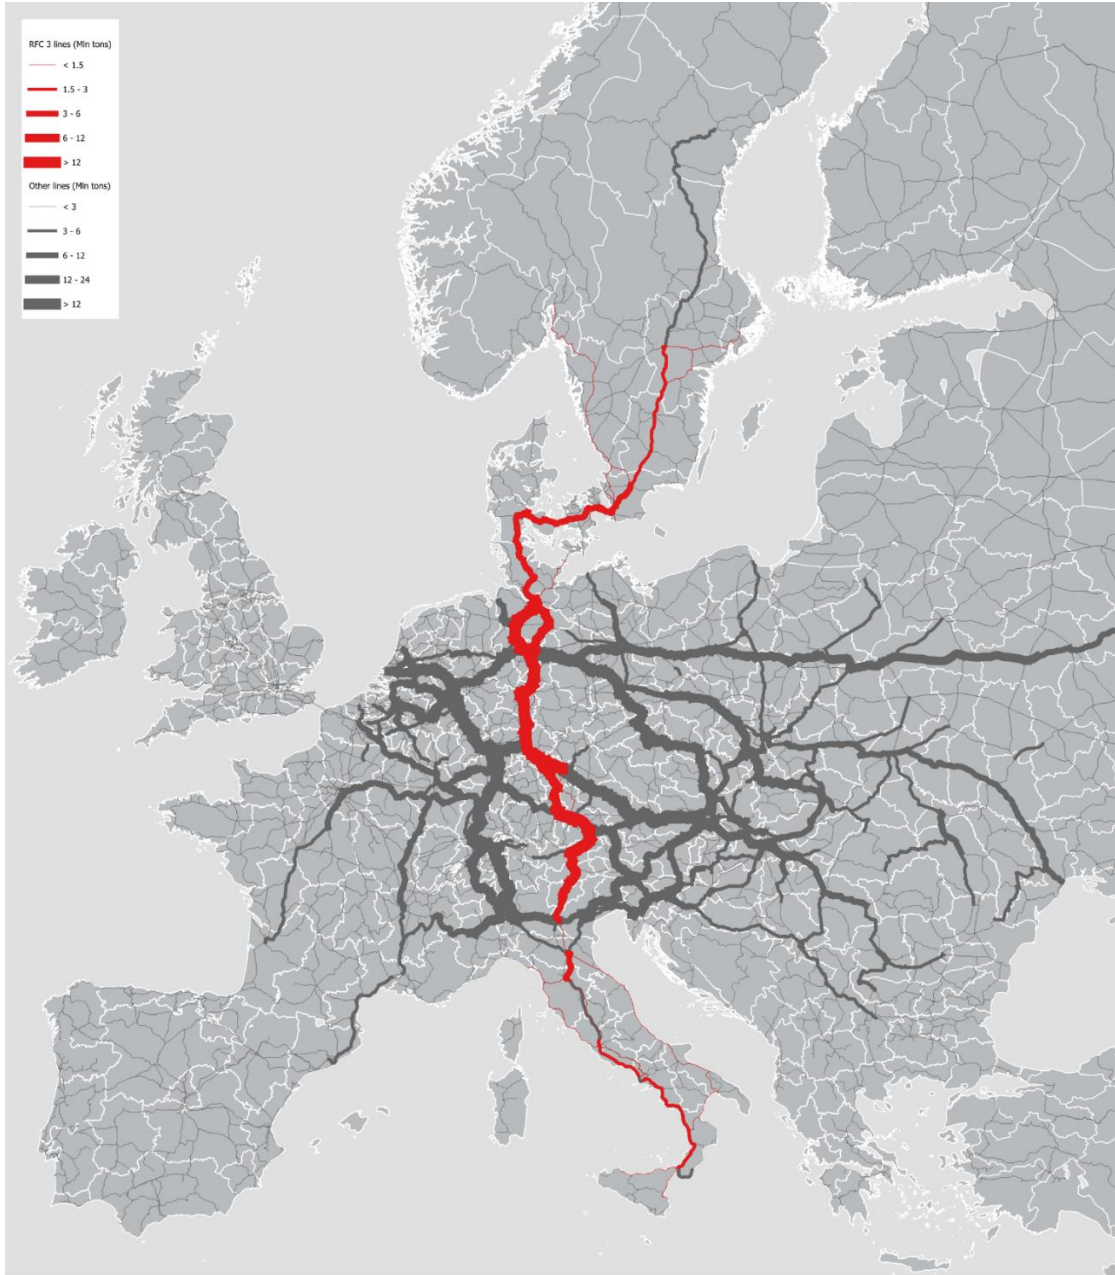 RFC 3 lines (Mln tons)
< 1.5
1.5 - 3
3 - 6
6 - 12
> 12
Other lines (Mln tons)
< 3
3 - 6
6 - 12
12 - 24
> 12